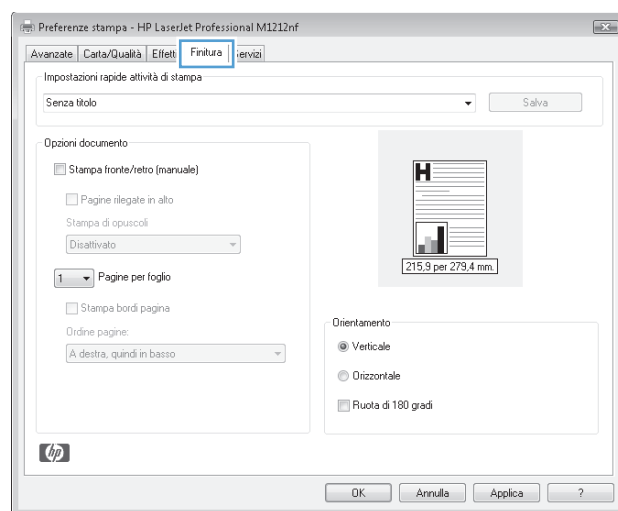 Preferenze stampa - HP LaserJet Professional M1212nf
Avanzate Carta/Qualità Effetti Finitura Servizi
Impostazioni rapide attività di stampa
Senza titolo Salva
Opzioni documento
Stampa fronte/retro (manuale)
Pagine rilegate in alto
Stampa di opuscoli
Disattivato
1 Pagine per foglio
Stampa bordi pagina
Ordine pagine:
A destra, quindi in basso
H
215,9 per 279,4 mm.
Orientamento
Verticale
Orizzontale
Ruota di 180 gradi
hp
OK Annulla Applica ?